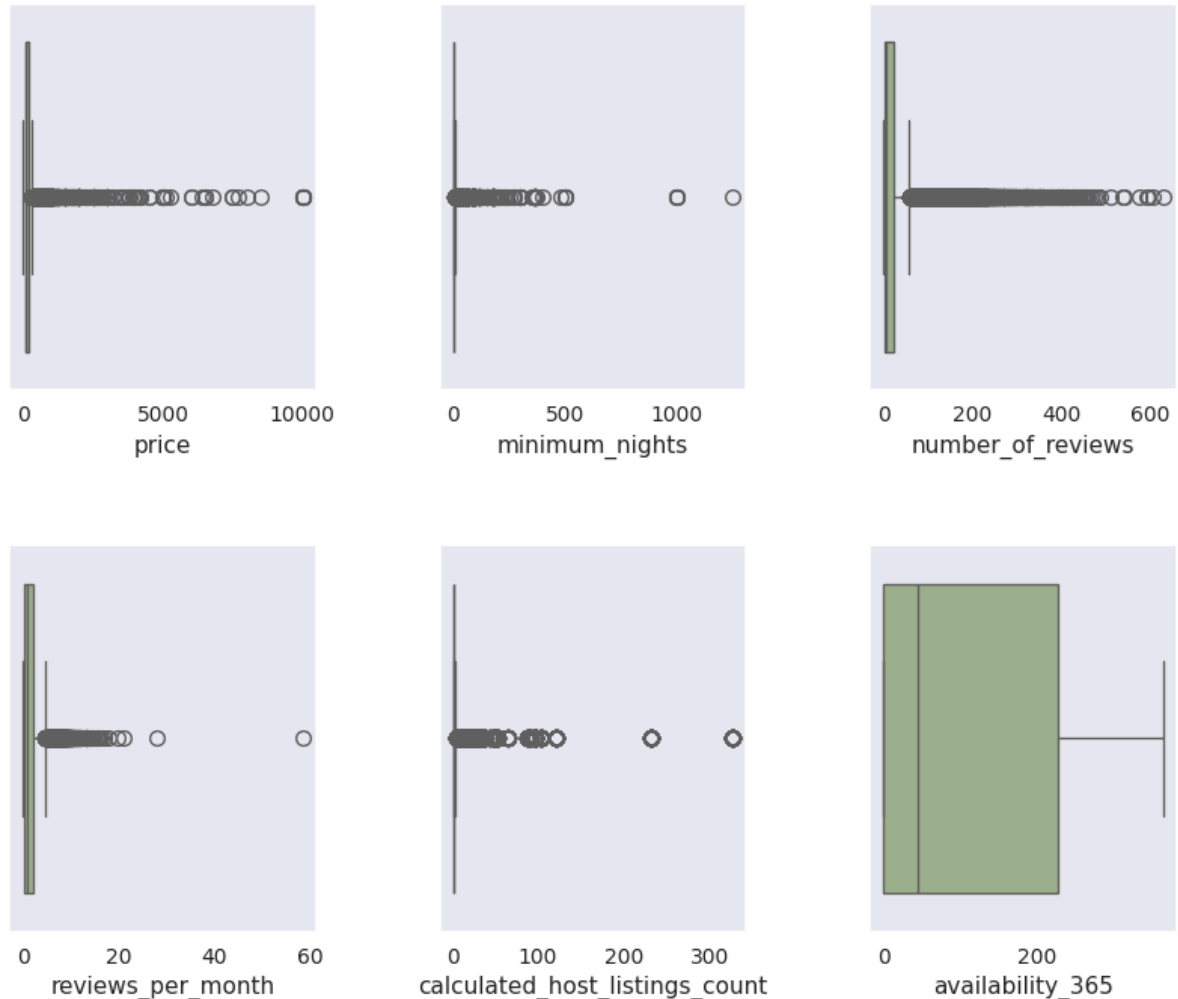 0 5000 10000
price
0 500 1000
minimum_nights
0 200 400 600
number_of_reviews
0 20 40 60
reviews_per_month
0 100 200 300
calculated_host_listings_count
0 200
availability_365